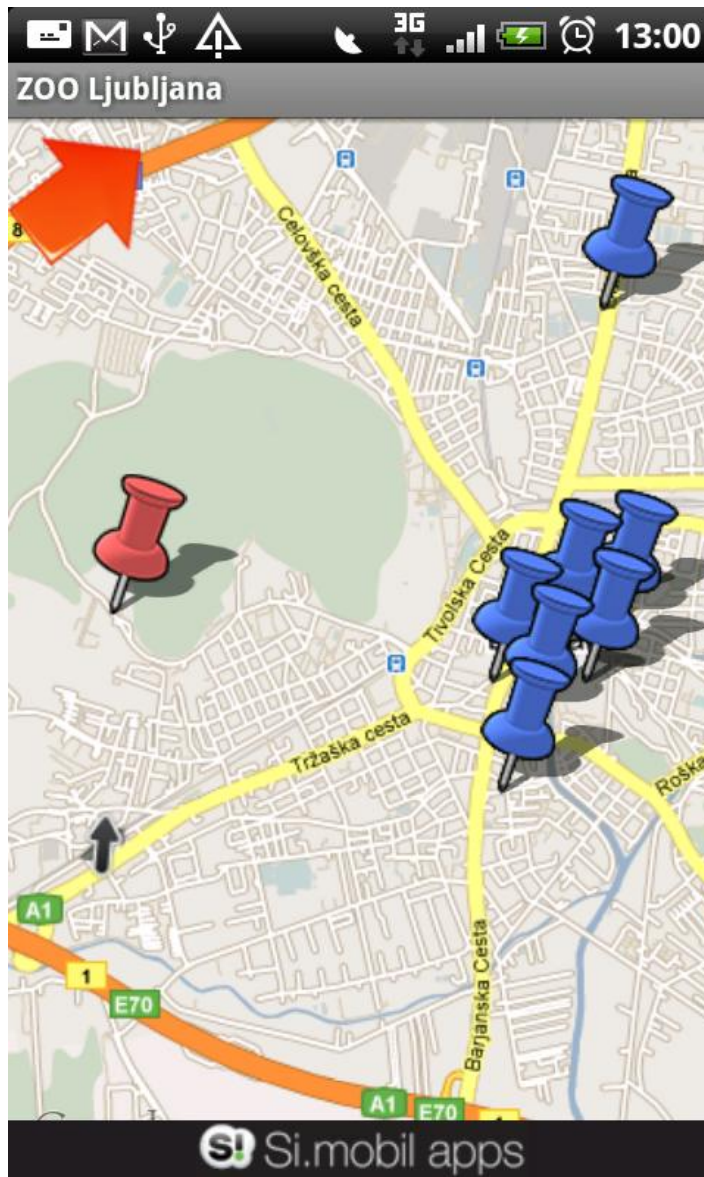 3G
13:00
ZOO Ljubljana
8
Celovška cesta
Tivolska Cesta
Tržaška cesta
Roška
A1
1
E70
Barjanska Cesta
A1 E70
S! Si.mobil apps